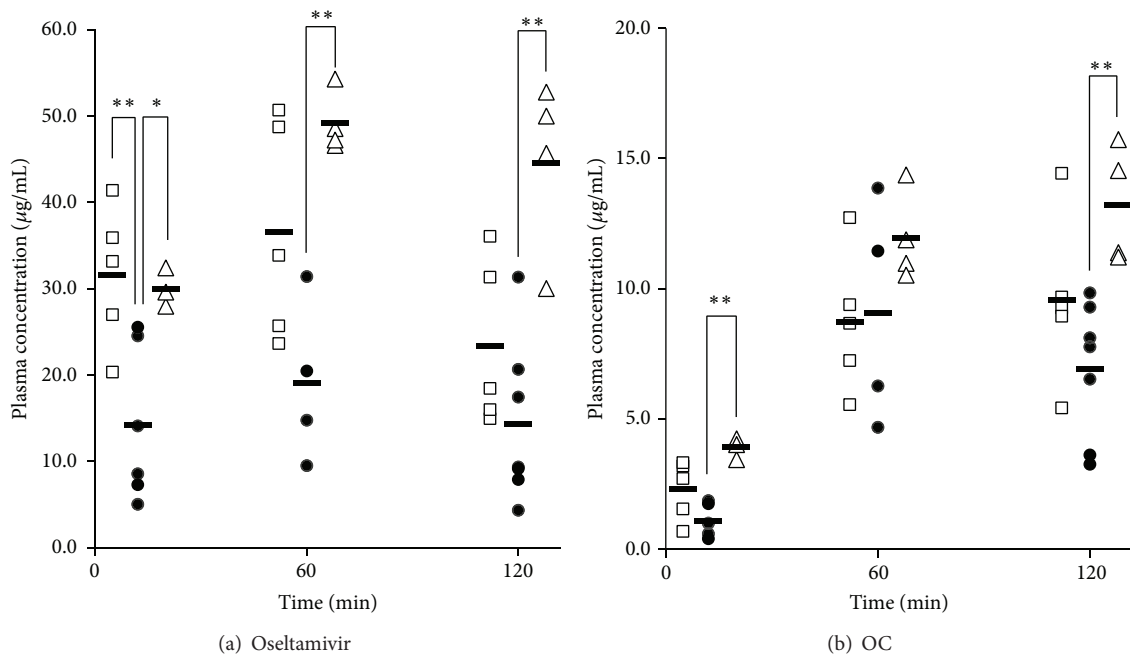 Plasma concentration (μg/mL)
60.0
50.0
40.0
30.0
20.0
10.0
0.0
** *
**
**
0 60 120
Time (min)
(a) Oseltamivir
Plasma concentration (μg/mL)
20.0
15.0
10.0
5.0
0.0
**
**
0 60 120
Time (min)
(b) OC